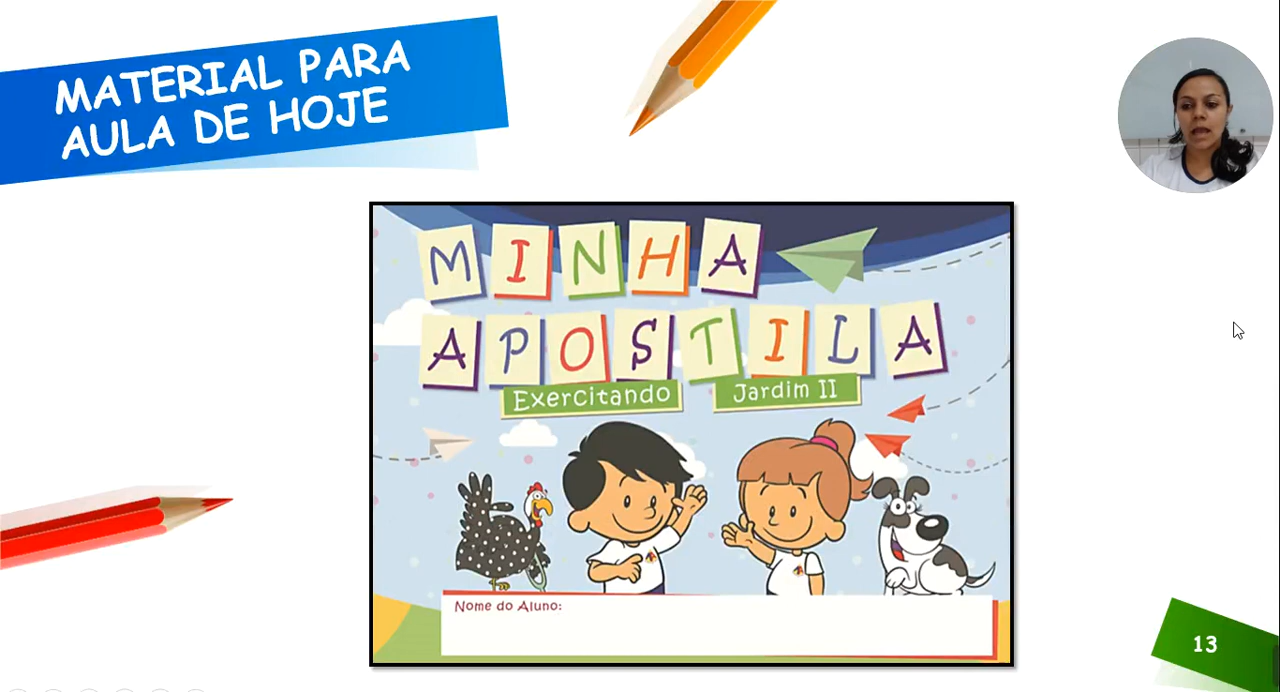 MATERIAL PARA
AULA DE HOJE
MINHA
APOSTILA
Exercitando
Jardim II
Nome do Aluno:
13